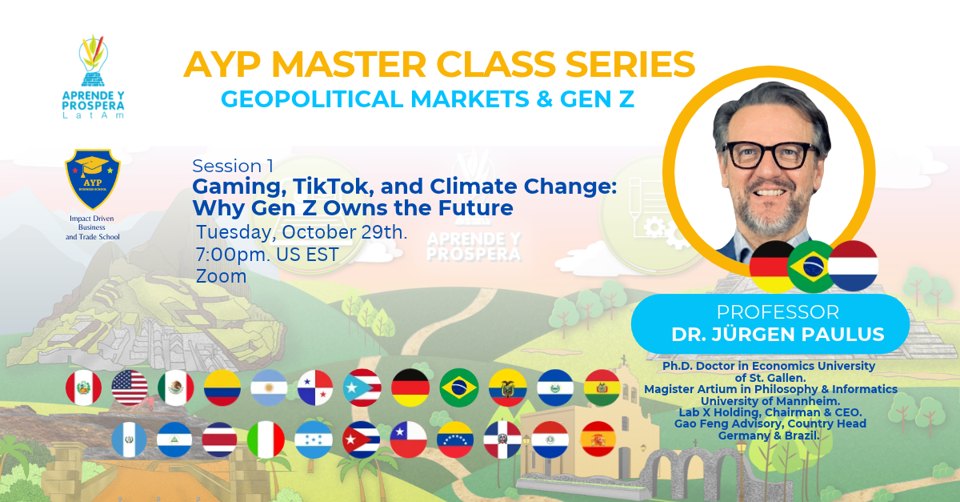 APRENDE Y
PROSPERA
LatAm
AYP MASTER CLASS SERIES
GEOPOLITICAL MARKETS & GEN Z
AYP
BUSINESS SCHOOL
Impact Driven
Business
and Trade School
Session 1
Gaming, TikTok, and Climate Change:
Why Gen Z Owns the Future
Tuesday, October 29th.
7:00pm. US EST
Zoom
APRENDE Y
PROSPERA
PROFESSOR
DR. JÜRGEN PAULUS
Ph.D. Doctor in Economics University
of St. Gallen.
Magister Artium in Philosophy & Informatics
University of Mannheim.
Lab X Holding, Chairman & CEO.
Gao Feng Advisory, Country Head
Germany & Brazil.